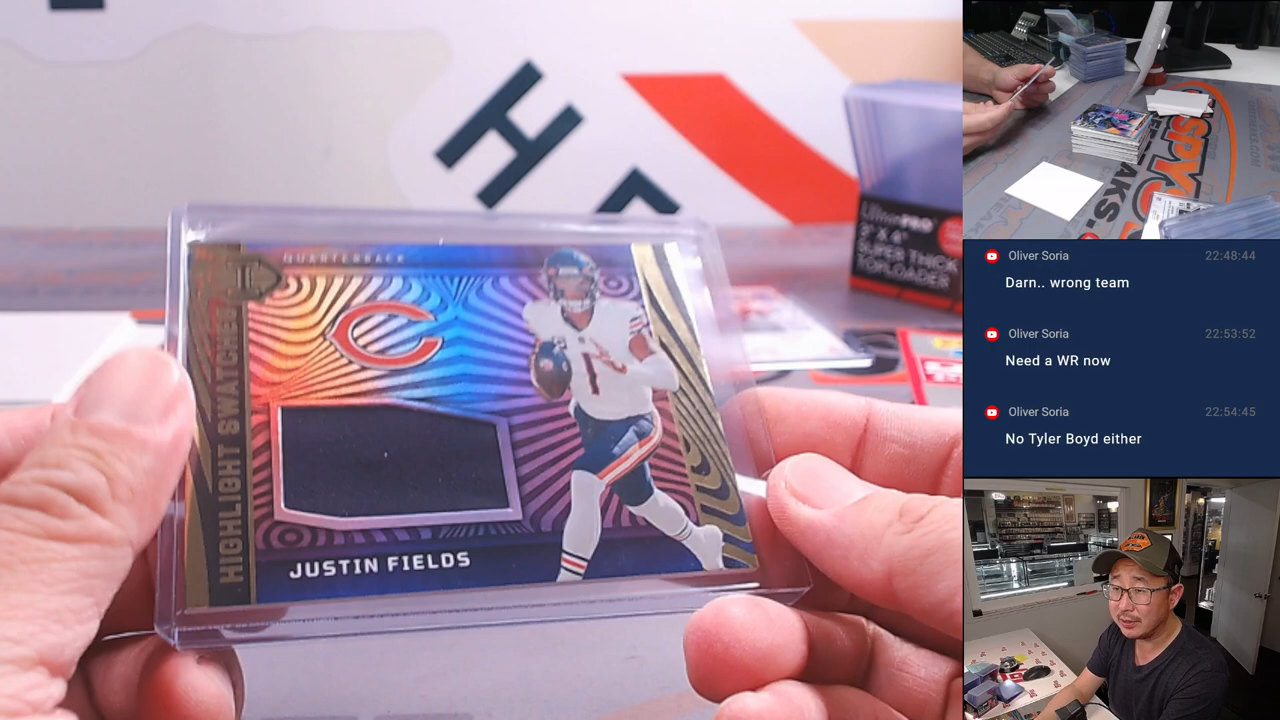 QUARTERBACK
HIGHLIGHT SWATCHES
JUSTIN FIELDS
UltraPRO
3" X 4"
SUPER THICK
TOPLOADER
Oliver Soria 22:48:44
Darn.. wrong team
Oliver Soria 22:53:52
Need a WR now
Oliver Soria 22:54:45
No Tyler Boyd either